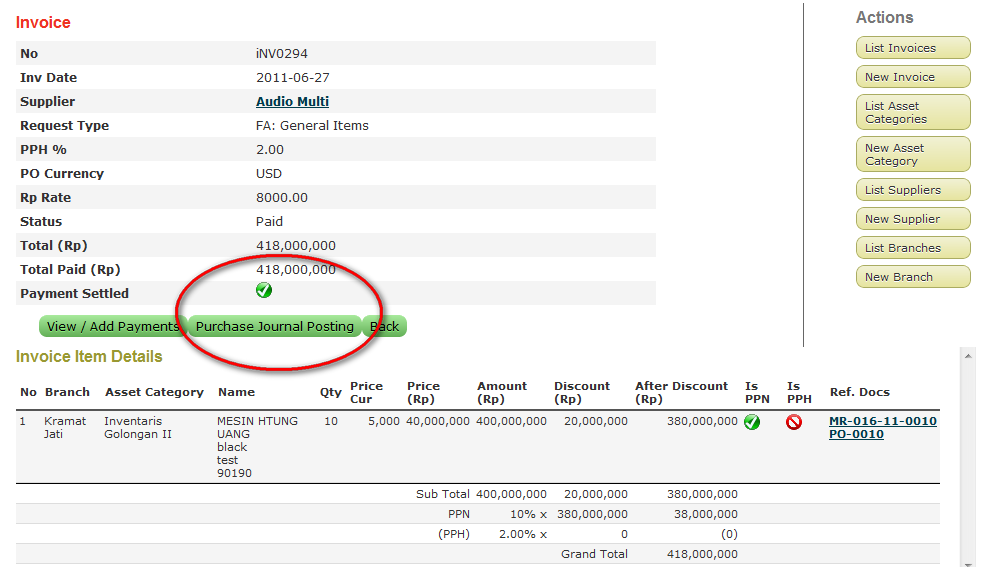 Invoice
No iNV0294
Inv Date 2011-06-27
Supplier Audio Multi
Request Type FA: General Items
PPH % 2.00
PO Currency USD
Rp Rate 8000.00
Status Paid
Total (Rp) 418,000,000
Total Paid (Rp) 418,000,000
Payment Settled
View / Add Payments Purchase Journal Posting Back
Actions
List Invoices
New Invoice
List Asset
Categories
New Asset
Category
List Suppliers
New Supplier
List Branches
New Branch
Invoice Item Details
No Branch Asset Category Name Qty Price Cur Price (Rp) Amount (Rp) Discount (Rp) After Discount (Rp) Is PPN Is PPH Ref. Docs
1 Kramat Inventaris MESIN HTUNG 10 5,000 40,000,000 400,000,000 20,000,000 380,000,000 MR-016-11-0010
Jati Golongan II UANG PO-0010
black
test
90190
Sub Total 400,000,000 20,000,000 380,000,000
PPN 10% x 380,000,000 38,000,000
(PPH) 2.00% x 0 (0)
Grand Total 418,000,000